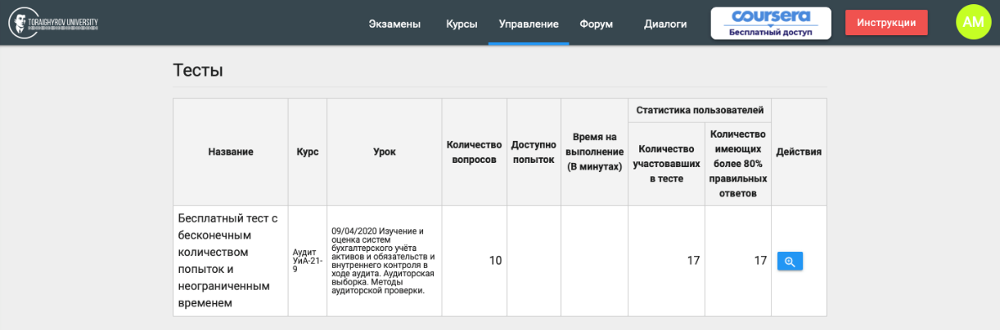 TORAIGHYROV UNIVERSITY
Экзамены
Курсы
Управление
Форум
Диалоги
coursera
Бесплатный доступ
Инструкции
AM
Тесты
Название
Курс
Урок
Количество
вопросов
Доступно
попыток
Время на
выполнение
(В минутах)
Статистика пользователей
Количество
участовавших
в тесте
Количество
имеющих
более 80%
правильных
ответов
Действия
Бесплатный тест с
бесконечным
количеством
попыток и
неограниченным
временем
Аудит
УиА-21-
9
09/04/2020 Изучение и
оценка систем
бухгалтерского учёта
активов и обязательств и
внутреннего контроля в
ходе аудита. Аудиторская
выборка. Методы
аудиторской проверки.
10
17
17